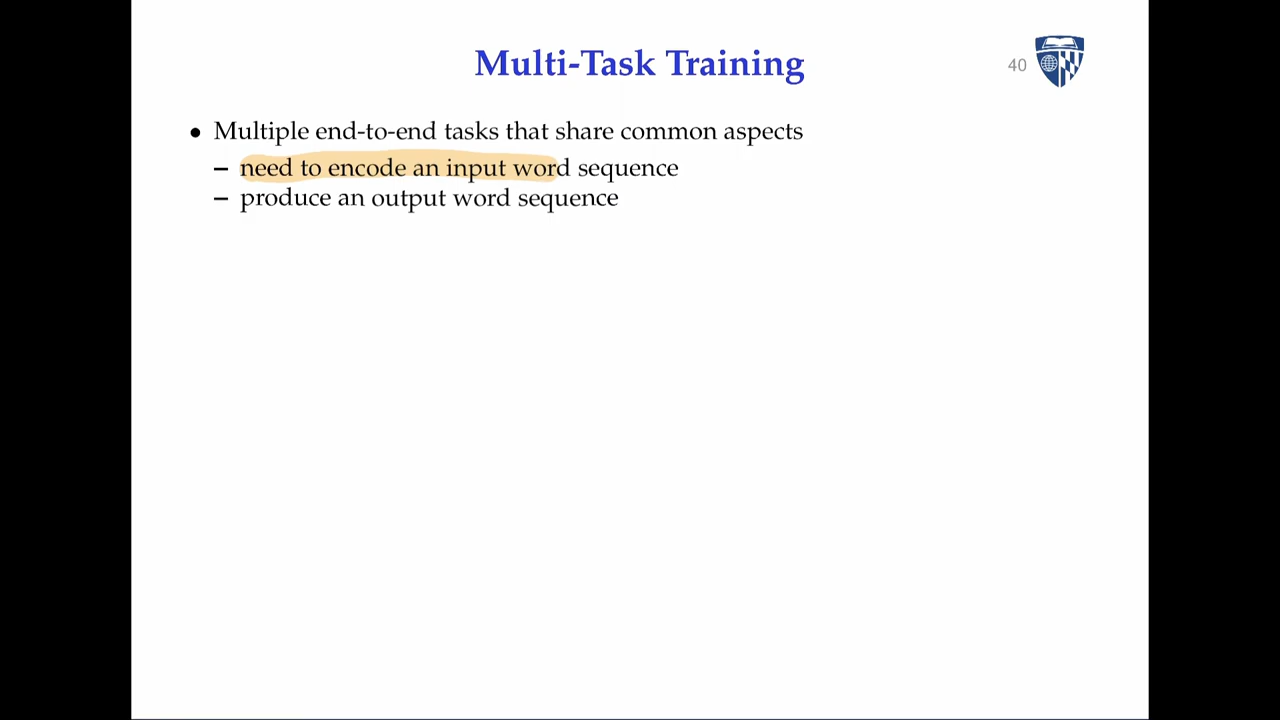 Multi-Task Training
40
• Multiple end-to-end tasks that share common aspects
– need to encode an input word sequence
– produce an output word sequence